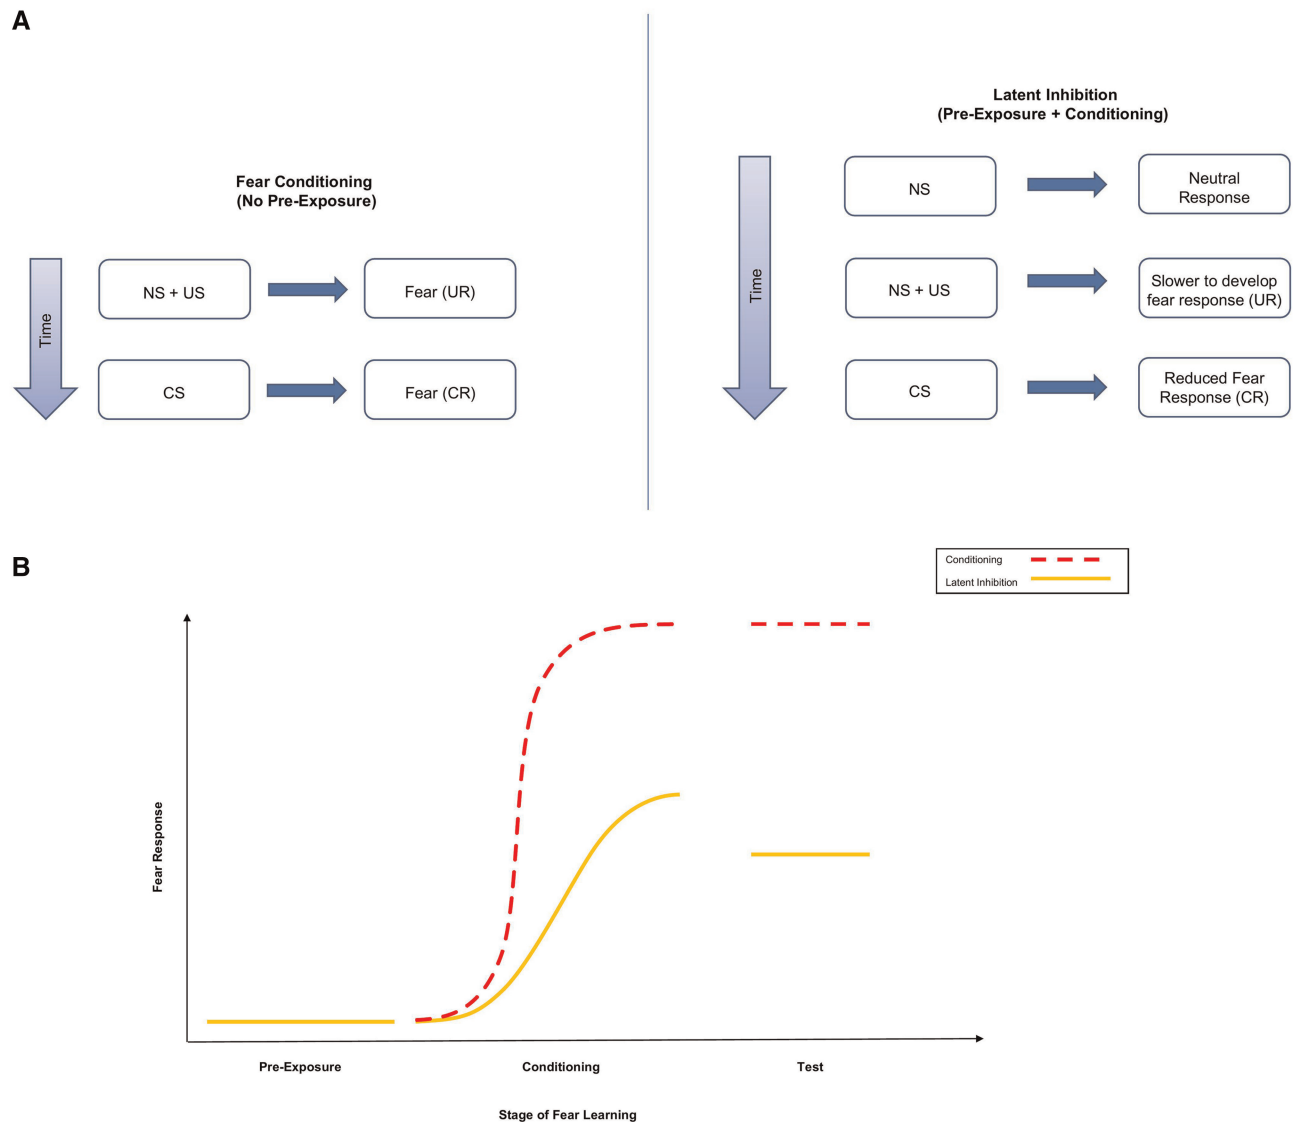 A
Fear Conditioning
(No Pre-Exposure)
Time
NS + US
Fear (UR)
CS
Fear (CR)
Latent Inhibition
(Pre-Exposure + Conditioning)
Time
NS
Neutral
Response
NS + US
Slower to develop
fear response (UR)
CS
Reduced Fear
Response (CR)
B
Conditioning
Latent Inhibition
Fear Response
Pre-Exposure
Conditioning
Test
Stage of Fear Learning